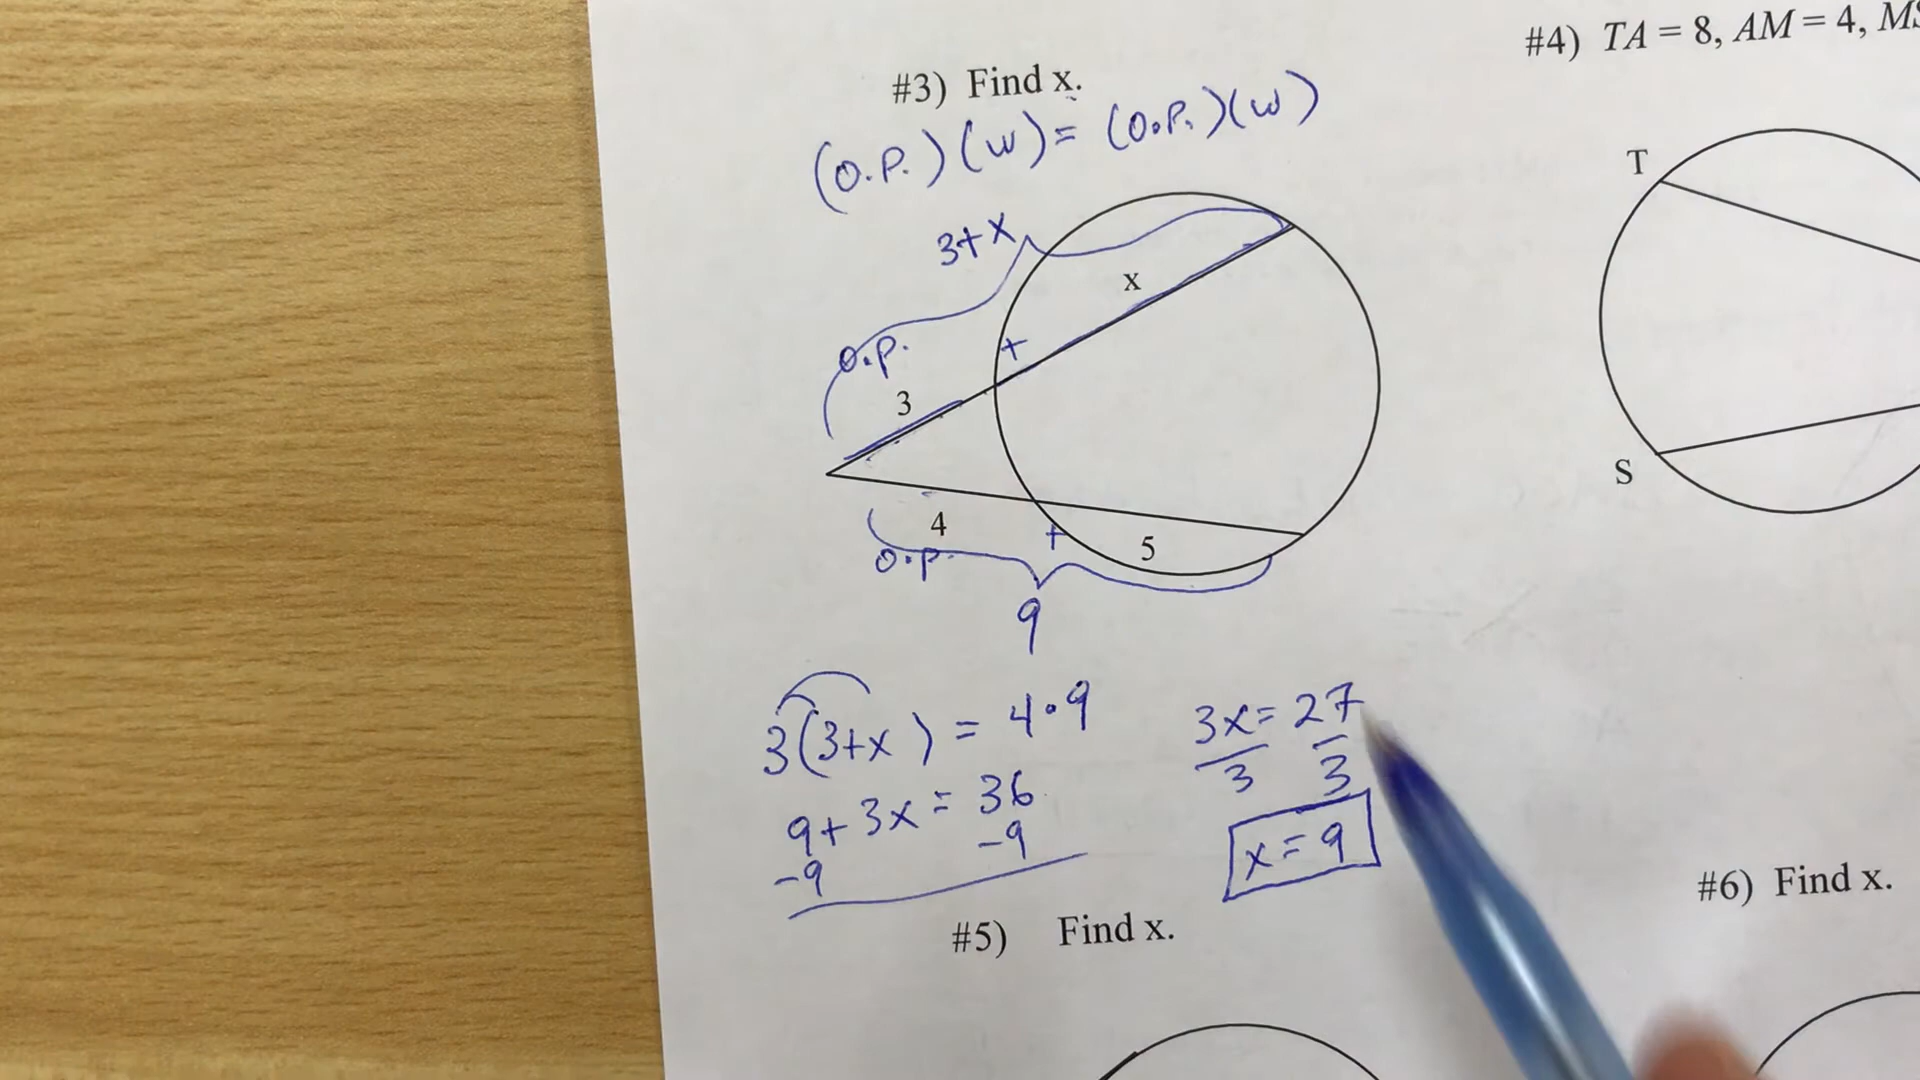 #4) TA = 8, AM = 4, MS
#3) Find x.
(O.P.)(W) = (O.P.)(W)
T
3+x
x
O.P.
+
3
S
4
+
5
O.P.
9
3(3+x) = 4•9
9+3x = 36
-9 -9
3x = 27
3 3
x = 9
#6) Find x.
#5) Find x.